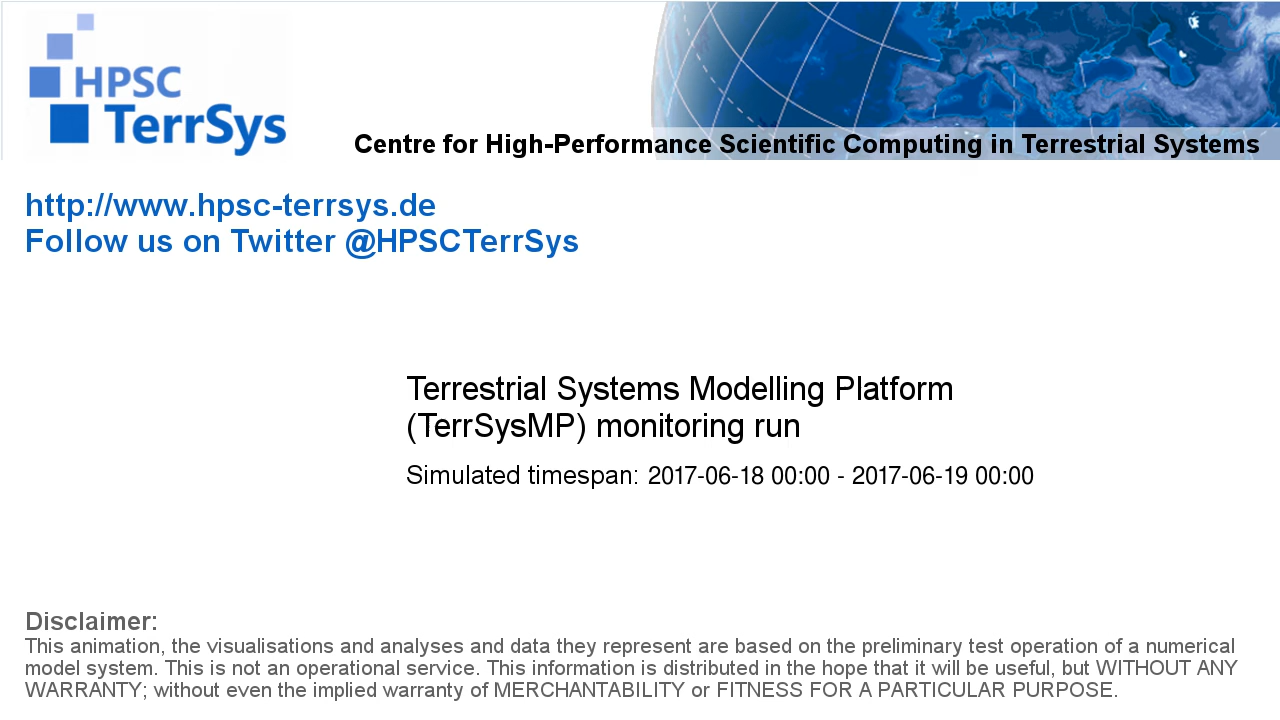 HPSC
TerrSys
Centre for High-Performance Scientific Computing in Terrestrial Systems
http://www.hpsc-terrsys.de
Follow us on Twitter @HPSCTerrSys
Terrestrial Systems Modelling Platform
(TerrSysMP) monitoring run
Simulated timespan: 2017-06-18 00:00 - 2017-06-19 00:00
Disclaimer:
This animation, the visualisations and analyses and data they represent are based on the preliminary test operation of a numerical
model system. This is not an operational service. This information is distributed in the hope that it will be useful, but WITHOUT ANY
WARRANTY; without even the implied warranty of MERCHANTABILITY or FITNESS FOR A PARTICULAR PURPOSE.